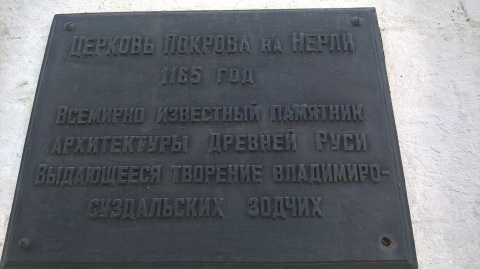 Церковь Покрова на Нерли
1165 год
Всемирно известный памятник
архитектуры Древней Руси
Выдающееся творение владимиро-
суздальских зодчих